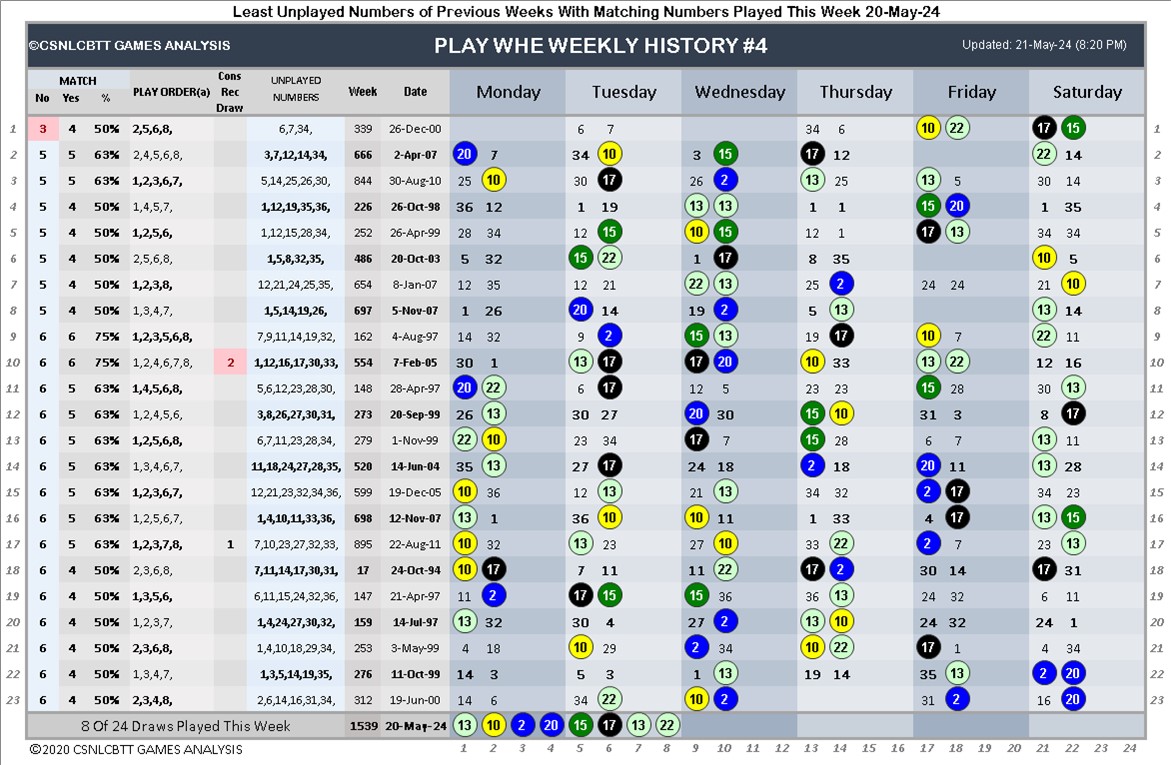 Least Unplayed Numbers of Previous Weeks With Matching Numbers Played This Week 20-May-24
©CSNLCBTT GAMES ANALYSIS PLAY WHE WEEKLY HISTORY #4 Updated: 21-May-24 (8:20 PM)
MATCH Cons UNPLAYED
No Yes % PLAY ORDER(a) Rec Draw NUMBERS Week Date Monday Tuesday Wednesday Thursday Friday Saturday
1 3 4 50% 2,5,6,8, 6,7,34, 339 26-Dec-00 6 7 34 6 10 22 17 15 1
2 5 5 63% 2,4,5,6,8, 3,7,12,14,34, 666 2-Apr-07 20 7 34 10 3 15 17 12 22 14 2
3 5 5 63% 1,2,3,6,7, 5,14,25,26,30, 844 30-Aug-10 25 10 30 17 26 2 13 25 13 5 30 14 3
4 5 4 50% 1,4,5,7, 1,12,19,35,36, 226 26-Oct-98 36 12 1 19 13 13 1 1 15 20 1 35 4
5 5 4 50% 1,2,5,6, 1,12,15,28,34, 252 26-Apr-99 28 34 12 15 10 15 12 1 17 13 34 34 5
6 5 4 50% 2,5,6,8, 1,5,8,32,35, 486 20-Oct-03 5 32 15 22 1 17 8 35 10 5 6
7 5 4 50% 1,2,3,8, 12,21,24,25,35, 654 8-Jan-07 12 35 12 21 22 13 25 2 24 24 21 10 7
8 5 4 50% 1,3,4,7, 1,5,14,19,26, 697 5-Nov-07 1 26 20 14 19 2 5 13 13 14 8
9 6 6 75% 1,2,3,5,6,8, 7,9,11,14,19,32, 162 4-Aug-97 14 32 9 2 15 13 19 17 10 7 22 11 9
10 6 6 75% 1,2,4,6,7,8, 2 1,12,16,17,30,33, 554 7-Feb-05 30 1 13 17 17 20 10 33 13 22 12 16 10
11 6 5 63% 1,4,5,6,8, 5,6,12,23,28,30, 148 28-Apr-97 20 22 6 17 12 5 23 23 15 28 30 13 11
12 6 5 63% 1,2,4,5,6, 3,8,26,27,30,31, 273 20-Sep-99 26 13 30 27 20 30 15 10 31 3 8 17 12
13 6 5 63% 1,2,5,6,8, 6,7,11,23,28,34, 279 1-Nov-99 22 10 23 34 17 7 15 28 6 7 13 11 13
14 6 5 63% 1,3,4,6,7, 11,18,24,27,28,35, 520 14-Jun-04 35 13 27 17 24 18 2 18 20 11 13 28 14
15 6 5 63% 1,2,3,6,7, 12,21,23,32,34,36, 599 19-Dec-05 10 36 12 13 21 13 34 32 2 17 34 23 15
16 6 5 63% 1,2,5,6,7, 1,4,10,11,33,36, 698 12-Nov-07 13 1 36 10 10 11 1 33 4 17 13 15 16
17 6 5 63% 1,2,3,7,8, 1 7,10,23,27,32,33, 895 22-Aug-11 10 32 13 23 27 10 33 22 2 7 23 13 17
18 6 4 50% 2,3,6,8, 7,11,14,17,30,31, 17 24-Oct-94 10 17 7 11 11 22 17 2 30 14 17 31 18
19 6 4 50% 1,3,5,6, 6,11,15,24,32,36, 147 21-Apr-97 11 2 17 15 15 36 36 13 24 32 6 11 19
20 6 4 50% 1,2,3,7, 1,4,24,27,30,32, 159 14-Jul-97 13 32 30 4 27 2 13 10 24 32 24 1 20
21 6 4 50% 2,3,6,8, 1,4,10,18,29,34, 253 3-May-99 4 18 10 29 2 34 10 22 17 1 4 34 21
22 6 4 50% 1,3,4,7, 1,3,5,14,19,35, 276 11-Oct-99 14 3 5 3 1 13 19 14 35 13 2 20 22
23 6 4 50% 2,3,4,8, 2,6,14,16,31,34, 312 19-Jun-00 14 6 34 22 10 2 31 2 16 20 23
8 Of 24 Draws Played This Week 1539 20-May-24 13 10 2 20 15 17 13 22
©2020 CSNLCBTT GAMES ANALYSIS 1 2 3 4 5 6 7 8 9 10 11 12 13 14 15 16 17 18 19 20 21 22 23 24